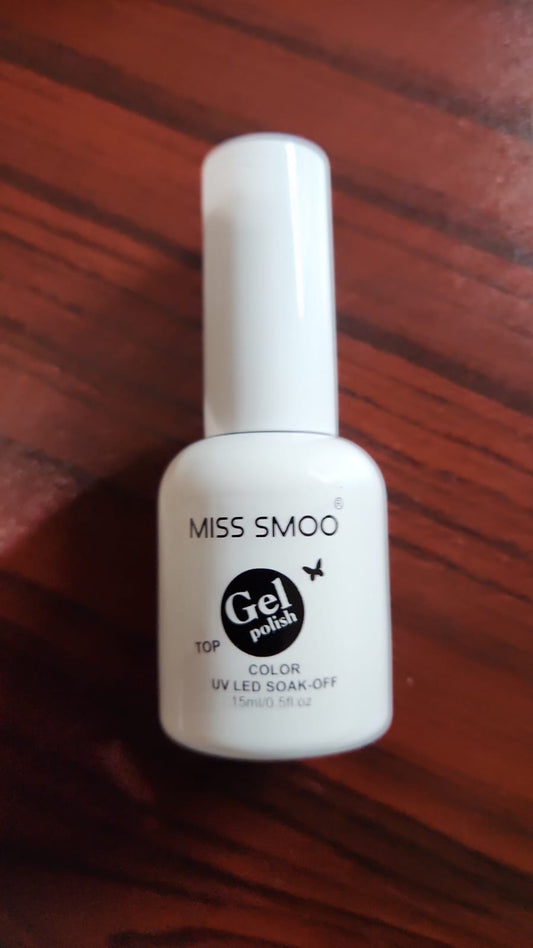 MISS SMOO®
Gel
polish
TOP
COLOR
UV LED SOAK-OFF
15ml/0.5fl oz